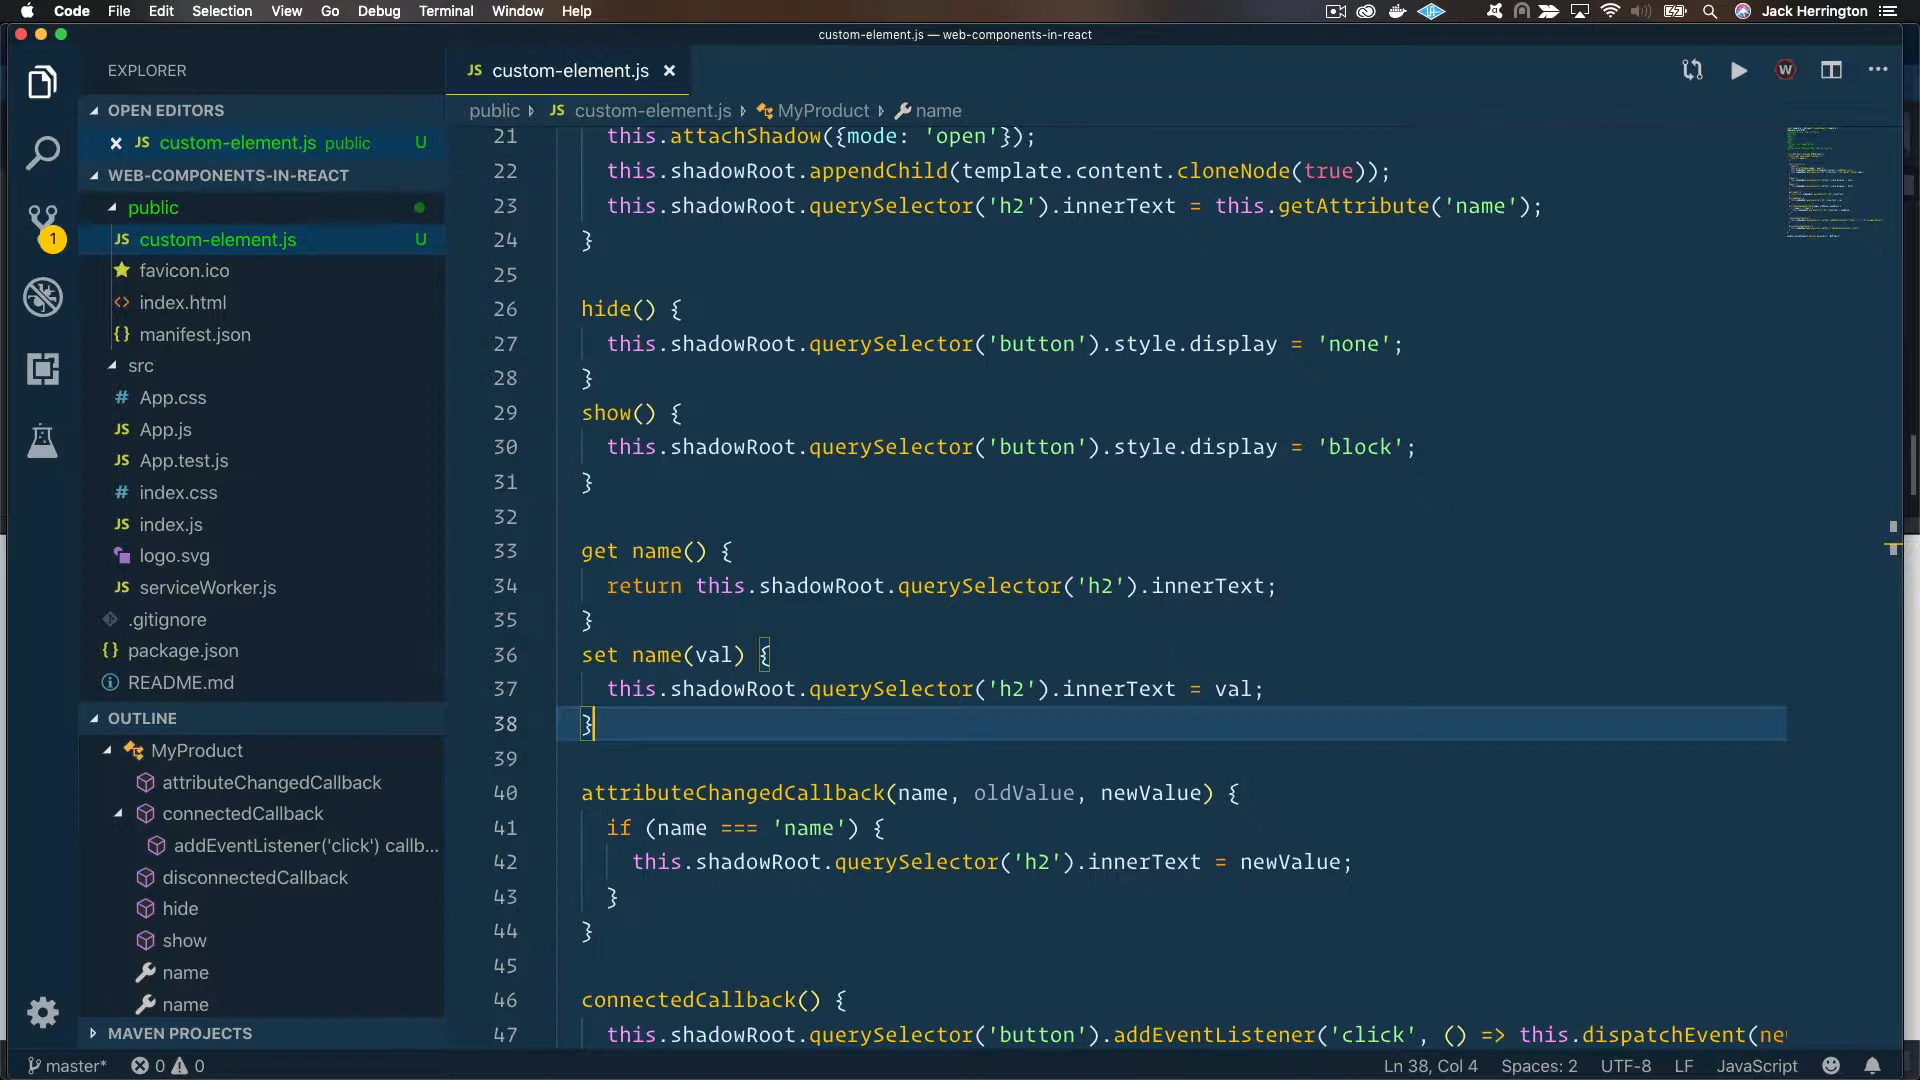 Code File Edit Selection View Go Debug Terminal Window Help Jack Herrington
custom-element.js — web-components-in-react
EXPLORER
OPEN EDITORS
JS custom-element.js public U
WEB-COMPONENTS-IN-REACT
public
JS custom-element.js U
favicon.ico
<> index.html
{} manifest.json
src
# App.css
JS App.js
JS App.test.js
# index.css
JS index.js
logo.svg
JS serviceWorker.js
.gitignore
{} package.json
README.md
1
OUTLINE
MyProduct
attributeChangedCallback
connectedCallback
addEventListener('click') callb...
disconnectedCallback
hide
show
name
name
MAVEN PROJECTS
JS custom-element.js
W
public JS custom-element.js MyProduct name
21 this.attachShadow({mode: 'open'});
22 this.shadowRoot.appendChild(template.content.cloneNode(true));
23 this.shadowRoot.querySelector('h2').innerText = this.getAttribute('name');
24 }
25
26 hide() {
27 this.shadowRoot.querySelector('button').style.display = 'none';
28 }
29 show() {
30 this.shadowRoot.querySelector('button').style.display = 'block';
31 }
32
33 get name() {
34 return this.shadowRoot.querySelector('h2').innerText;
35 }
36 set name(val) {
37 this.shadowRoot.querySelector('h2').innerText = val;
38 }
39
40 attributeChangedCallback(name, oldValue, newValue) {
41 if (name === 'name') {
42 this.shadowRoot.querySelector('h2').innerText = newValue;
43 }
44 }
45
46 connectedCallback() {
47 this.shadowRoot.querySelector('button').addEventListener('click', () => this.dispatchEvent(ne
master* 0 0 Ln 38, Col 4 Spaces: 2 UTF-8 LF JavaScript